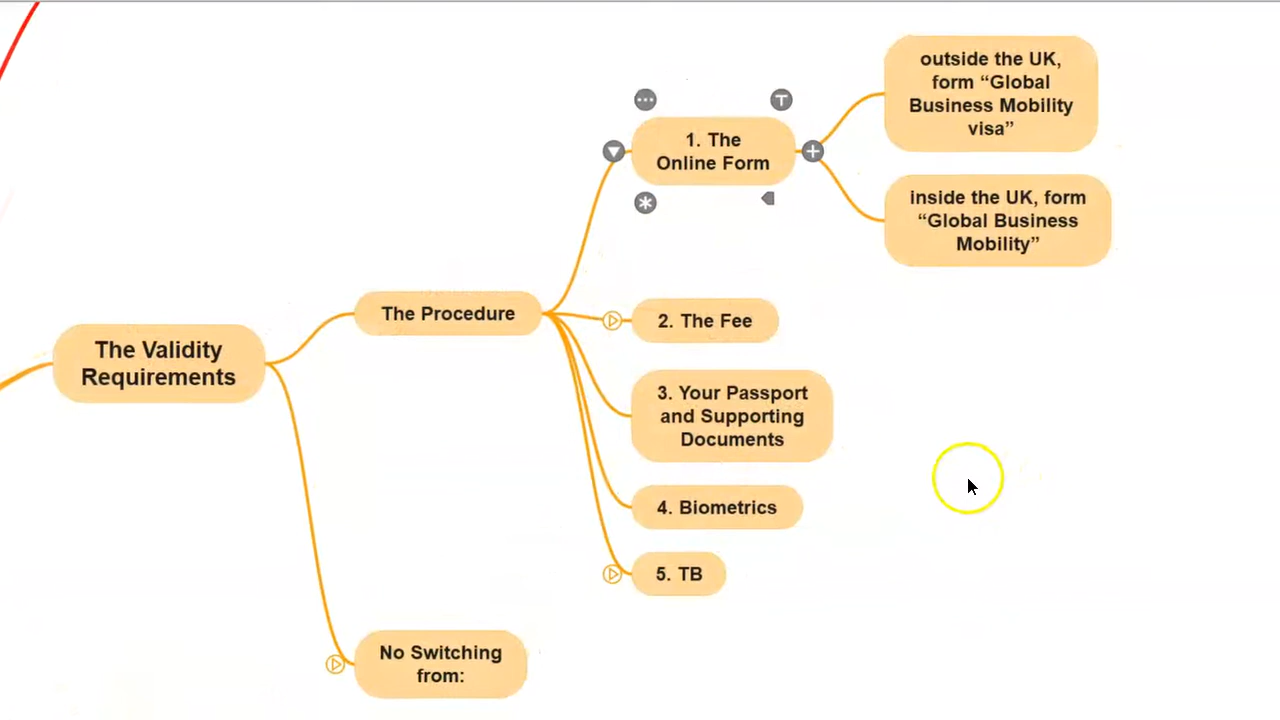 outside the UK,
form “Global
Business Mobility
visa”
1. The
Online Form
inside the UK, form
“Global Business
Mobility”
The Procedure
2. The Fee
The Validity
Requirements
3. Your Passport
and Supporting
Documents
4. Biometrics
5. TB
No Switching
from: